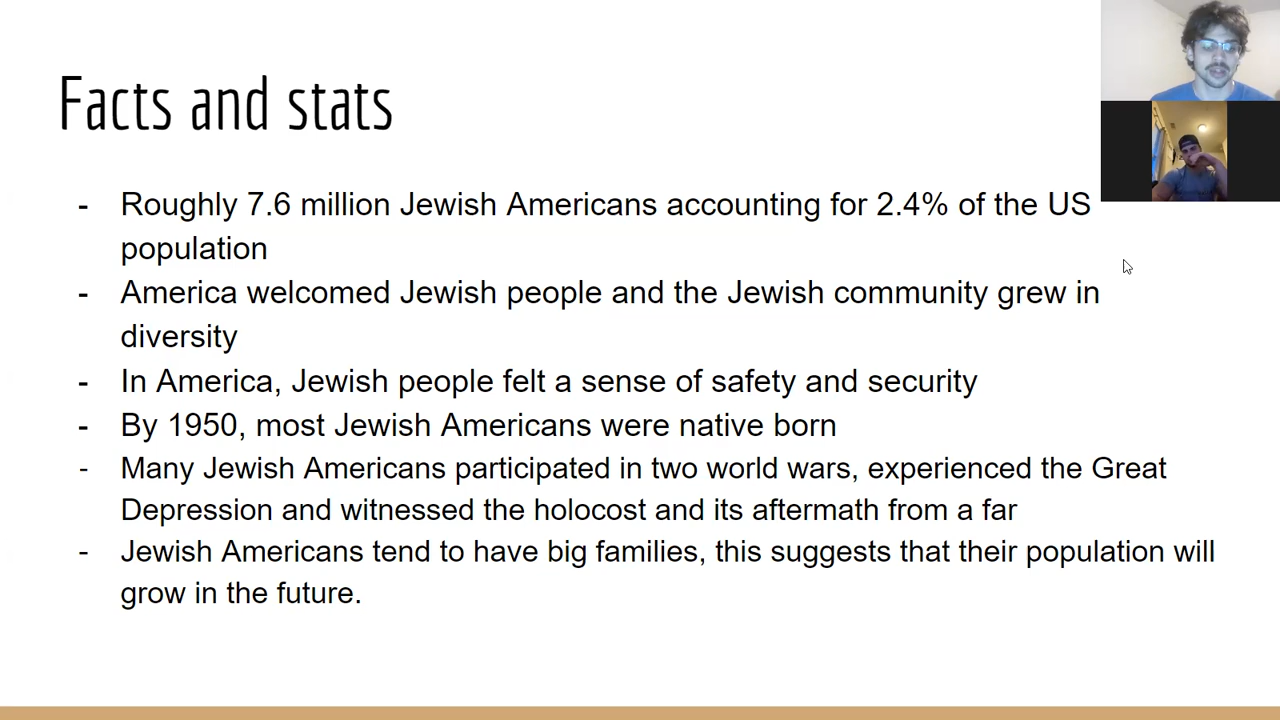 Facts and stats
- Roughly 7.6 million Jewish Americans accounting for 2.4% of the US
population
- America welcomed Jewish people and the Jewish community grew in
diversity
- In America, Jewish people felt a sense of safety and security
- By 1950, most Jewish Americans were native born
- Many Jewish Americans participated in two world wars, experienced the Great
Depression and witnessed the holocost and its aftermath from a far
- Jewish Americans tend to have big families, this suggests that their population will
grow in the future.